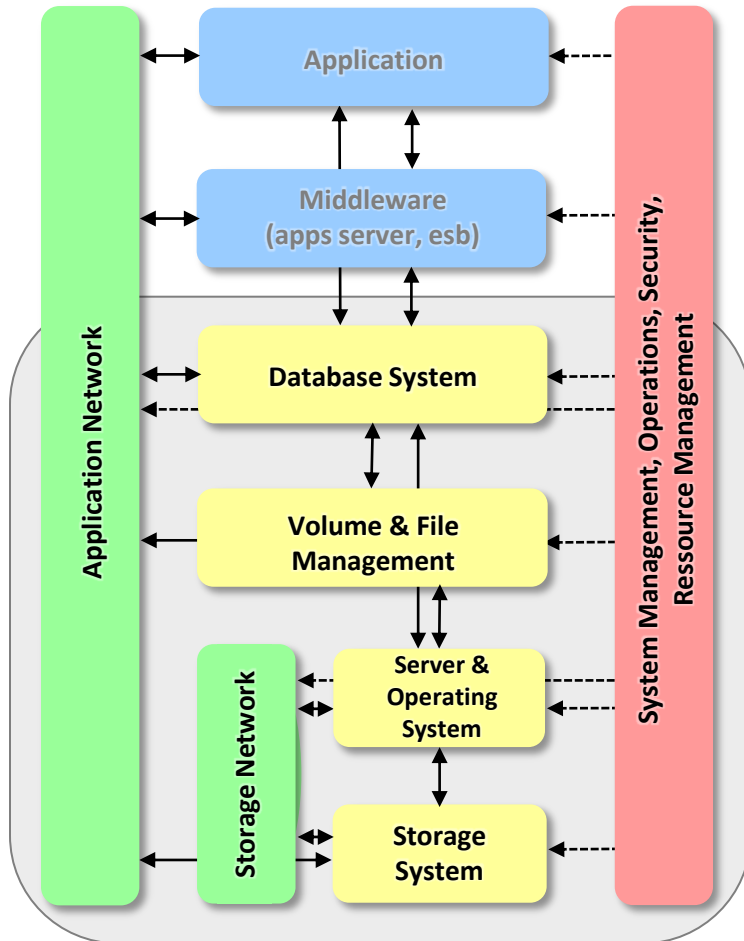 Application
Middleware
(apps server, esb)
Database System
Volume & File
Management
Server &
Operating
System
Storage
System
Application Network
Storage Network
System Management, Operations, Security,
Ressource Management